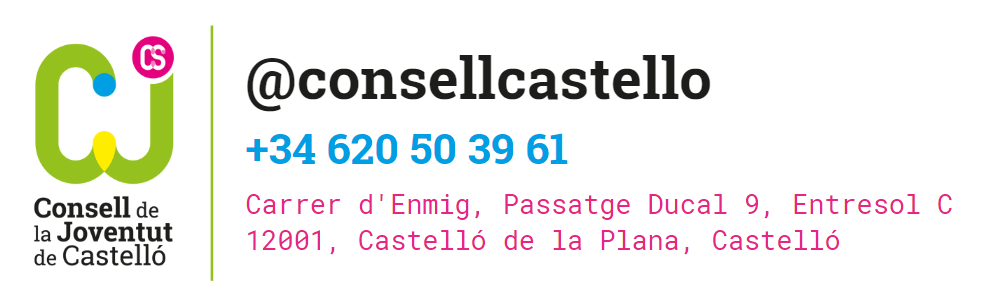 CS
Consell de
la Joventut
de Castelló
@consellcastello
+34 620 50 39 61
Carrer d'Enmig, Passatge Ducal 9, Entresol C
12001, Castelló de la Plana, Castelló